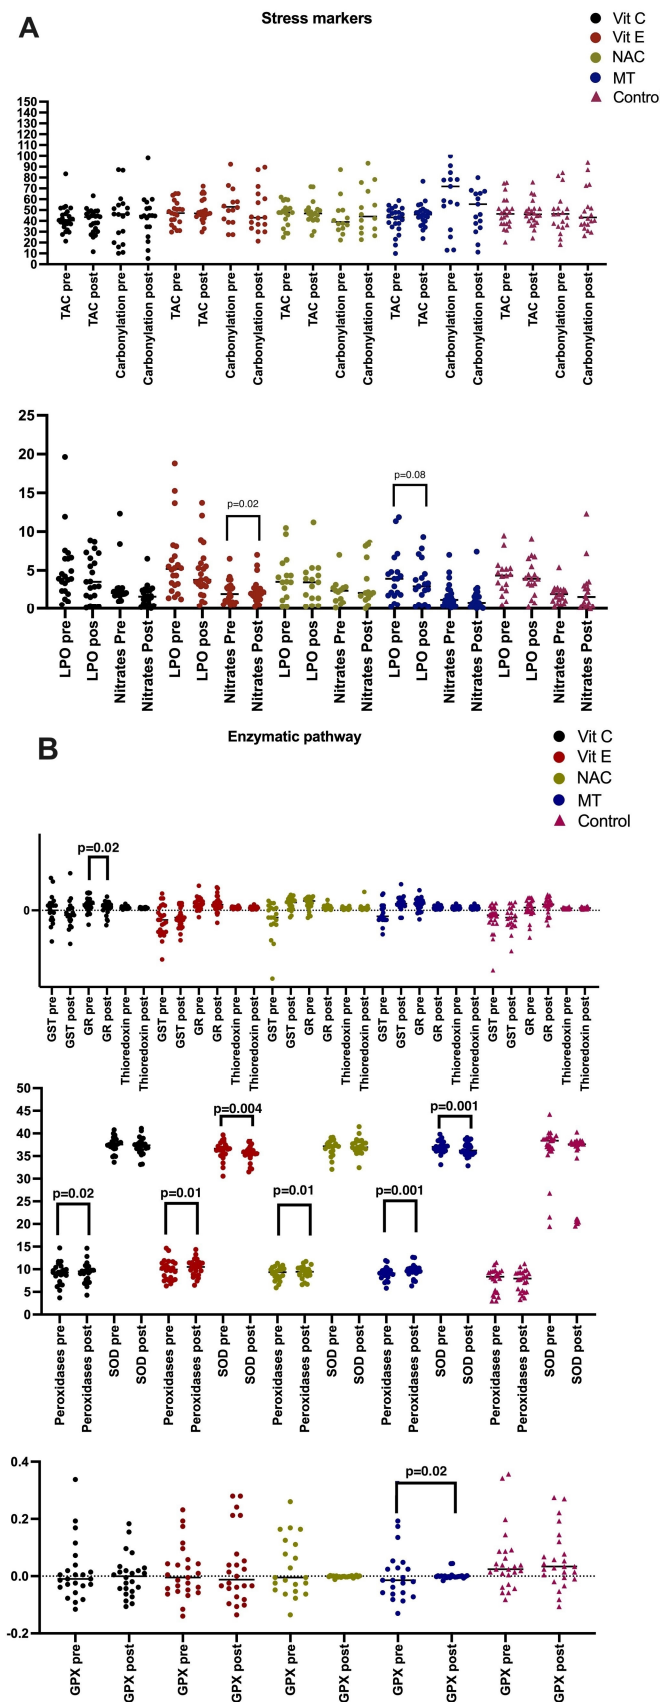 A
Stress markers
Vit C
Vit E
NAC
MT
Contro
150
140
130
120
110
100
90
80
70
60
50
40
30
20
10
0
TAC pre
TAC post
Carbonylation pre
Carbonylation post
TAC pre
TAC post
Carbonylation pre
Carbonylation post
TAC pre
TAC post
Carbonylation pre
Carbonylation post
TAC pre
TAC post
Carbonylation pre
Carbonylation post
TAC pre
TAC post
Carbonylation pre
Carbonylation post
25
20
15
10
5
0
p=0.02
p=0.08
LPO pre
LPO pos
Nitrates Pre
Nitrates Post
LPO pre
LPO pos
Nitrates Pre
Nitrates Post
LPO pre
LPO pos
Nitrates Pre
Nitrates Post
LPO pre
LPO pos
Nitrates Pre
Nitrates Post
LPO pre
LPO pos
Nitrates Pre
Nitrates Post
B
Enzymatic pathway
Vit C
Vit E
NAC
MT
Control
p=0.02
0
GST pre
GST post
GR pre
GR post
Thioredoxin pre
Thioredoxin post
GST pre
GST post
GR pre
GR post
Thioredoxin pre
Thioredoxin post
GST pre
GST post
GR pre
GR post
Thioredoxin pre
Thioredoxin post
GST pre
GST post
GR pre
GR post
Thioredoxin pre
Thioredoxin post
GST pre
GST post
GR pre
GR post
Thioredoxin pre
Thioredoxin post
50
45
40
35
30
25
20
15
10
5
0
p=0.004
p=0.001
p=0.02
p=0.01
p=0.01
p=0.001
Peroxidases pre
Peroxidases post
SOD pre
SOD post
Peroxidases pre
Peroxidases post
SOD pre
SOD post
Peroxidases pre
Peroxidases post
SOD pre
SOD post
Peroxidases pre
Peroxidases post
SOD pre
SOD post
Peroxidases pre
Peroxidases post
SOD pre
SOD post
0.4
0.2
0.0
-0.2
p=0.02
GPX pre
GPX post
GPX pre
GPX post
GPX pre
GPX post
GPX pre
GPX post
GPX pre
GPX post